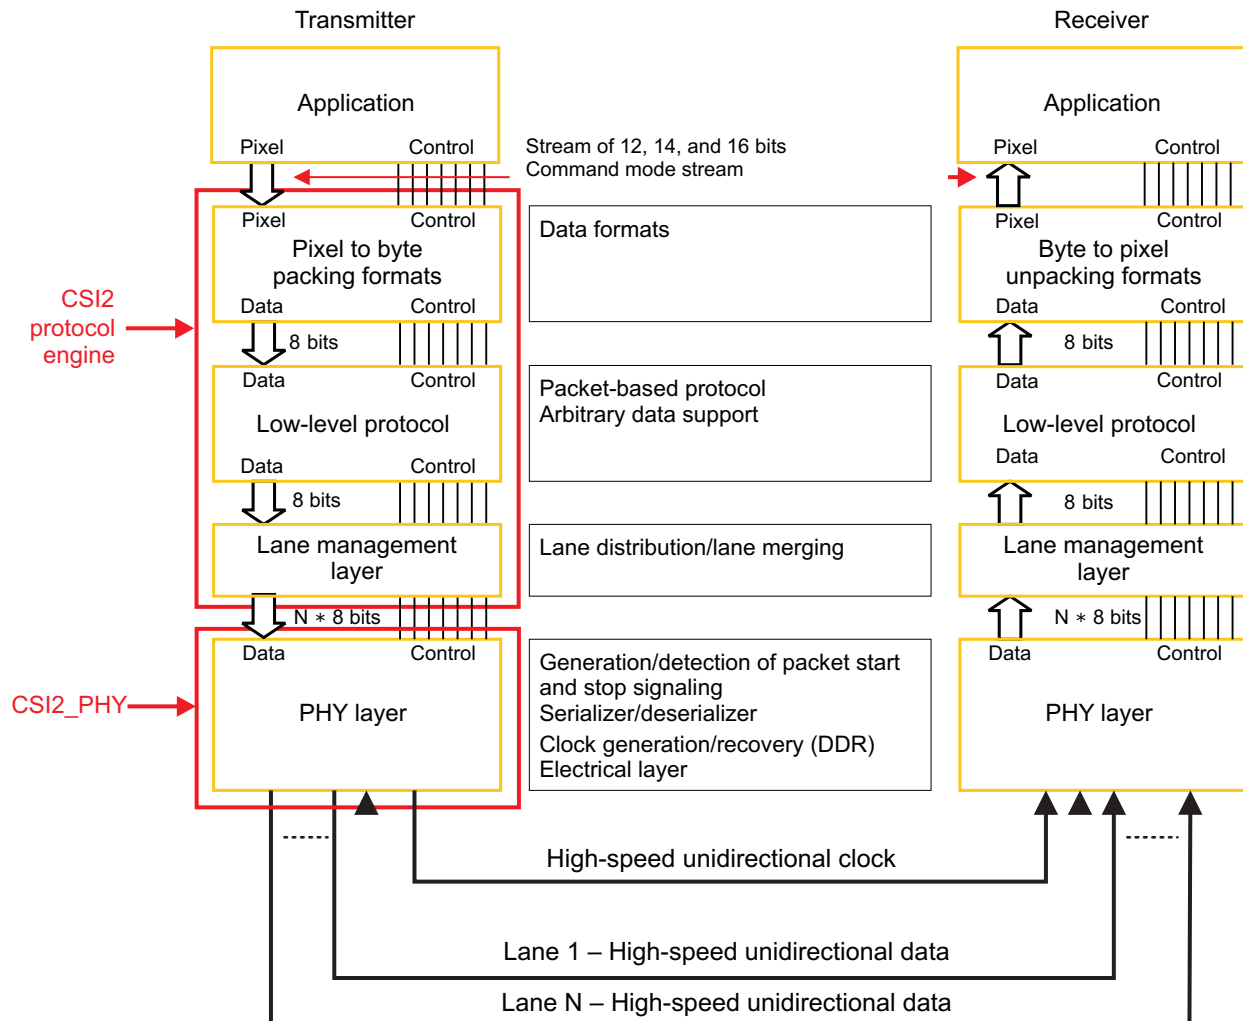 Transmitter
Receiver
Application
Application
Pixel
Control
Stream of 12, 14, and 16 bits
Command mode stream
Pixel
Control
Pixel
Control
Pixel to byte
packing formats
Data
Control
Data formats
Pixel
Control
Byte to pixel
unpacking formats
Data
Control
CSI2
protocol
engine
8 bits
8 bits
Data
Control
Low-level protocol
Data
Control
Packet-based protocol
Arbitrary data support
Data
Control
Low-level protocol
Data
Control
8 bits
8 bits
Lane management
layer
Lane distribution/lane merging
Lane management
layer
N * 8 bits
N * 8 bits
Data
Control
PHY layer
CSI2_PHY
Generation/detection of packet start
and stop signaling
Serializer/deserializer
Clock generation/recovery (DDR)
Electrical layer
Data
Control
PHY layer
High-speed unidirectional clock
Lane 1 – High-speed unidirectional data
Lane N – High-speed unidirectional data